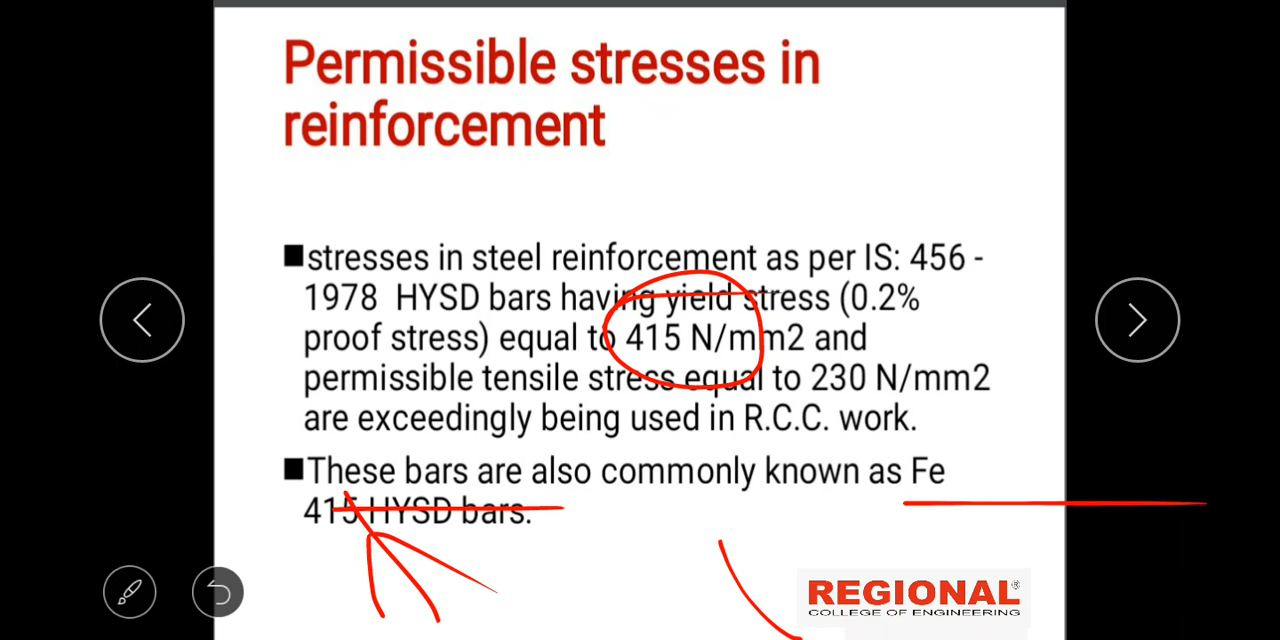 Permissible stresses in
reinforcement
■stresses in steel reinforcement as per IS: 456 -
1978 HYSD bars having yield stress (0.2%
proof stress) equal to 415 N/mm2 and
permissible tensile stress equal to 230 N/mm2
are exceedingly being used in R.C.C. work.
■These bars are also commonly known as Fe
415 HYSD bars.
REGIONAL®
COLLEGE OF ENGINEERING